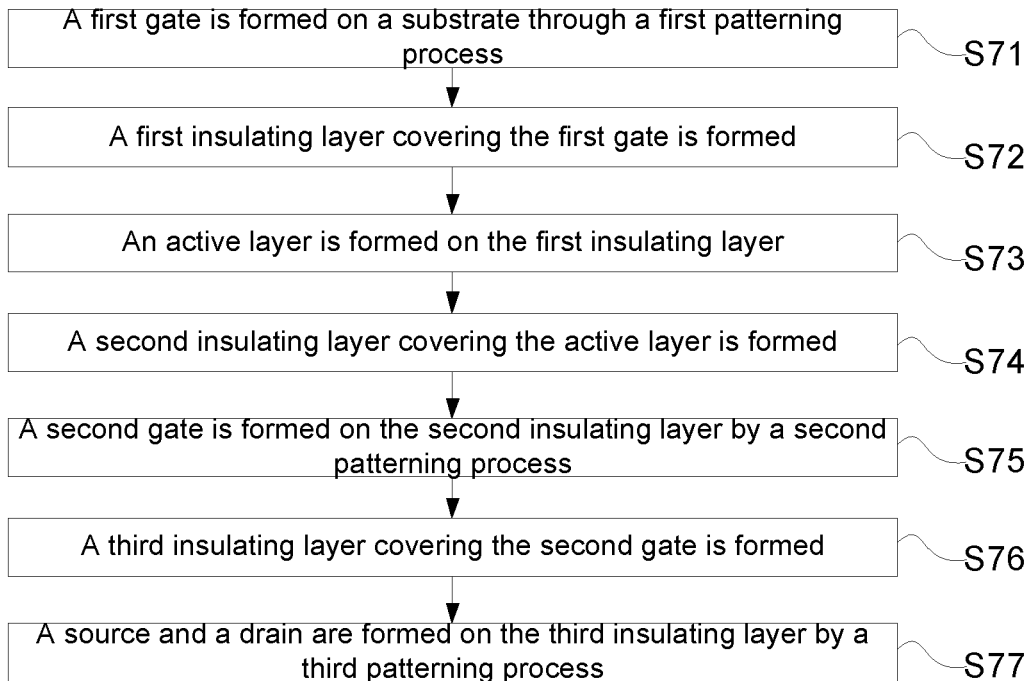 A first gate is formed on a substrate through a first patterning
process
S71
A first insulating layer covering the first gate is formed
S72
An active layer is formed on the first insulating layer
S73
A second insulating layer covering the active layer is formed
S74
A second gate is formed on the second insulating layer by a second
patterning process
S75
A third insulating layer covering the second gate is formed
S76
A source and a drain are formed on the third insulating layer by a
third patterning process
S77